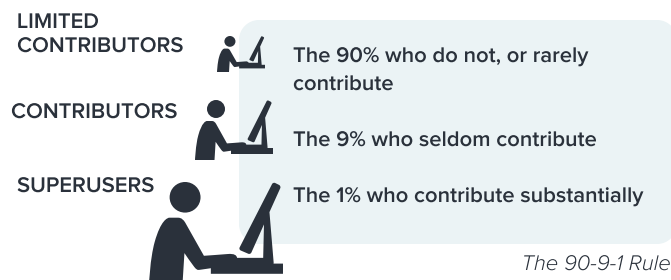 LIMITED
CONTRIBUTORS
The 90% who do not, or rarely
contribute
CONTRIBUTORS
The 9% who seldom contribute
SUPERUSERS
The 1% who contribute substantially
The 90-9-1 Rule